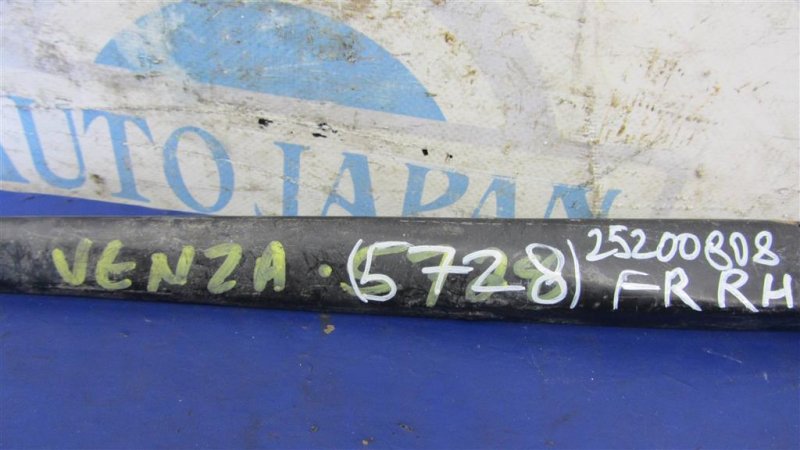 AUTO JAPAN
VENZA (5728) 25200808
FR RH